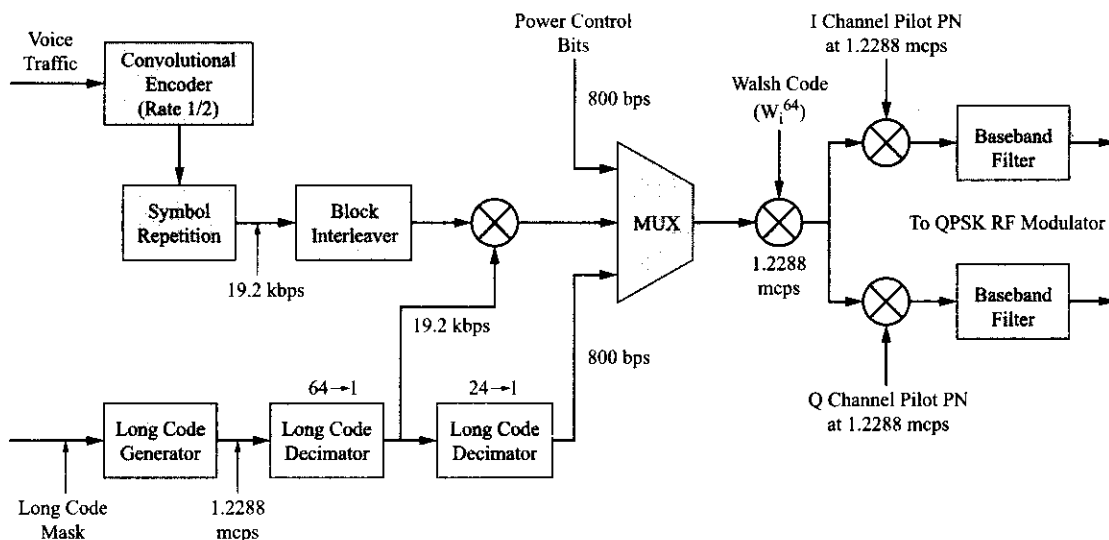 Voice
Traffic
Convolutional
Encoder
(Rate 1/2)
Symbol
Repetition
19.2 kbps
Block
Interleaver
Power Control
Bits
800 bps
MUX
Walsh Code
(Wᵢ⁶⁴)
1.2288
mcps
I Channel Pilot PN
at 1.2288 mcps
Baseband
Filter
To QPSK RF Modulator
Baseband
Filter
Q Channel Pilot PN
at 1.2288 mcps
19.2 kbps
800 bps
64→1
24→1
Long Code
Generator
Long Code
Decimator
Long Code
Decimator
Long Code
Mask
1.2288
mcps